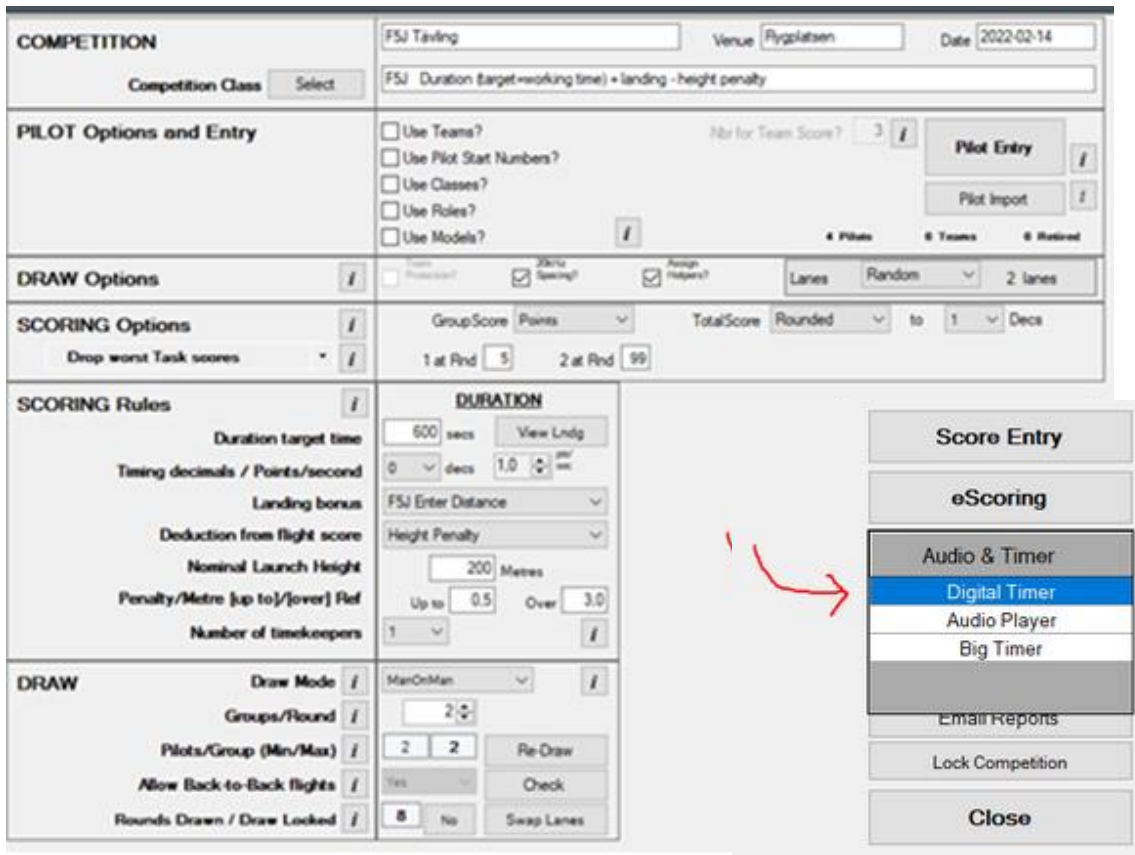 COMPETITION F5J Tävling Venue Flygplatsen Date 2022-02-14
Competition Class Select F5J Duration (target=working time) + landing - height penalty
PILOT Options and Entry Use Teams? Nbr for Team Score? 3 i Pilot Entry i
Use Pilot Start Numbers?
Use Classes? Pilot Import i
Use Roles?
Use Models? i 4 Pilots Teams Retired
DRAW Options i Team Protection? Spacing? Assign Helpers? Lanes Random 2 lanes
SCORING Options i GroupScore Points TotalScore Rounded to 1 Decs
Drop worst Task scores i 1 at Rnd 5 2 at Rnd 99
SCORING Rules i DURATION
Duration target time 600 secs View Lndg
Timing decimals / Points/second 0 decs 1,0
Landing bonus F5J Enter Distance
Deduction from flight score Height Penalty
Nominal Launch Height 200 Metres
Penalty/Metre [up to]/[over] Ref Up to 0.5 Over 3.0
Number of timekeepers 1 i
DRAW Draw Mode i ManOnMan i
Groups/Round i 2
Pilots/Group (Min/Max) i 2 2 Re-Draw
Allow Back-to-Back flights i Yes Check
Rounds Drawn / Draw Locked i 8 No Swap Lanes
Score Entry
eScoring
Audio & Timer
Digital Timer
Audio Player
Big Timer
Email Reports
Lock Competition
Close